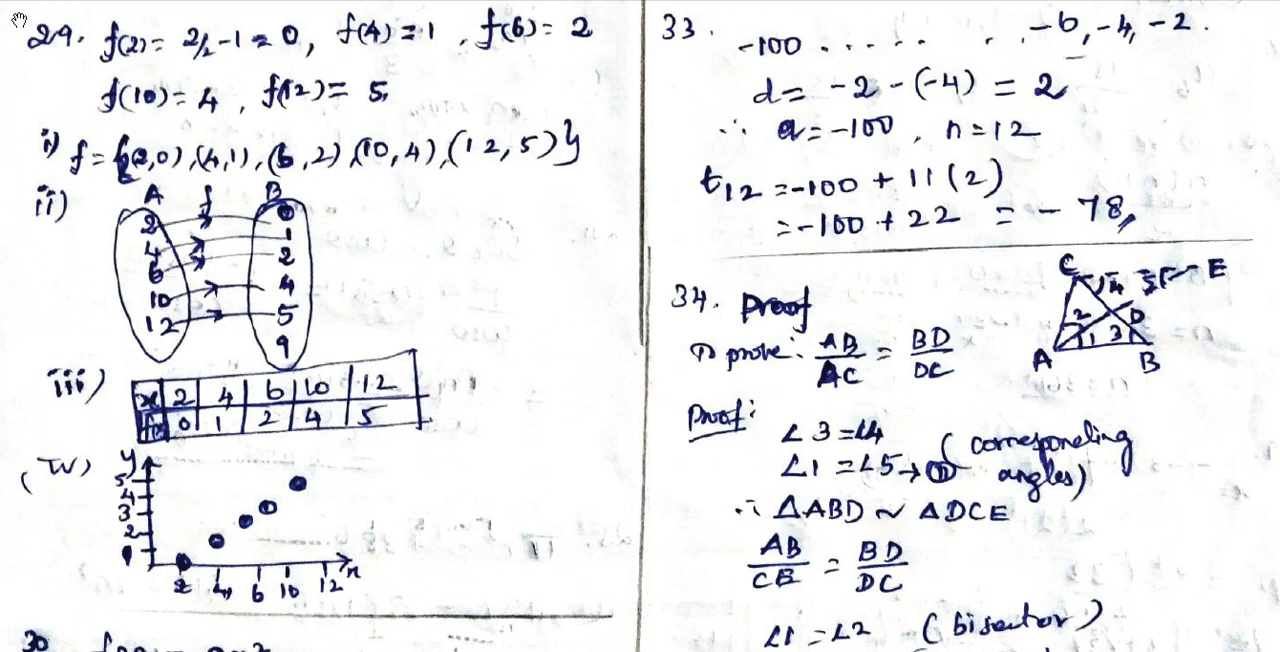 29. f(2) = 2/2 - 1 = 0, f(4) = 1, f(6) = 2
f(10) = 4, f(12) = 5
i) f = {(2,0), (4,1), (6,2), (10,4), (12,5)}
ii) A f B
2 0
4 1
6 2
10 4
12 5
9
iii) x 2 4 6 10 12
0 1 2 4 5
(iv) y
5
4
3
2
1
2 4 6 10 12 x
30
33. -100 ..... . . -6, -4, -2.
d = -2 - (-4) = 2
∴ a = -100, n = 12
t12 = -100 + 11(2)
= -100 + 22 = -78
34. Proof
To prove: AB/AC = BD/DC
C 4 5 E
2 D
A 1 3 B
Proof:
∠3 = ∠4
∠1 = ∠5 → ① (corresponding angles)
∴ △ABD ~ △DCE
AB/CE = BD/DC
∠1 = ∠2 (bisector)